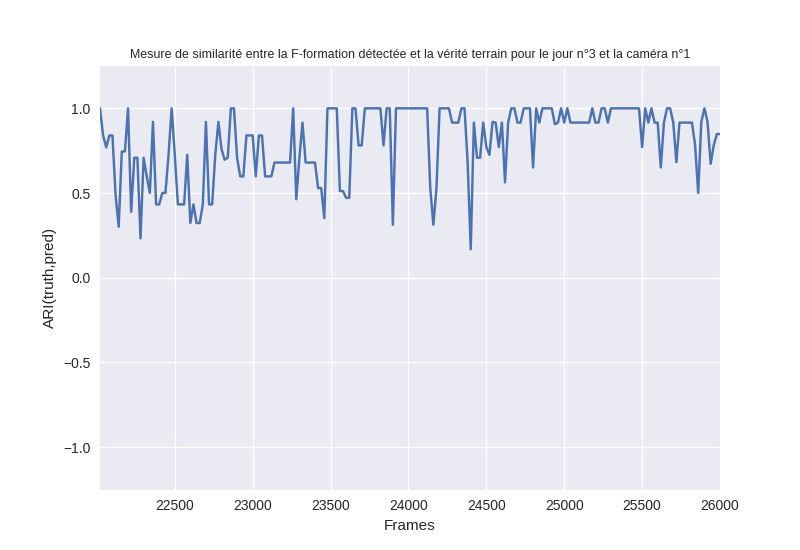 Mesure de similarité entre la F-formation détectée et la vérité terrain pour le jour n°3 et la caméra n°1
1.0
0.5
0.0
−0.5
−1.0
ARI(truth,pred)
22500 23000 23500 24000 24500 25000 25500 26000
Frames